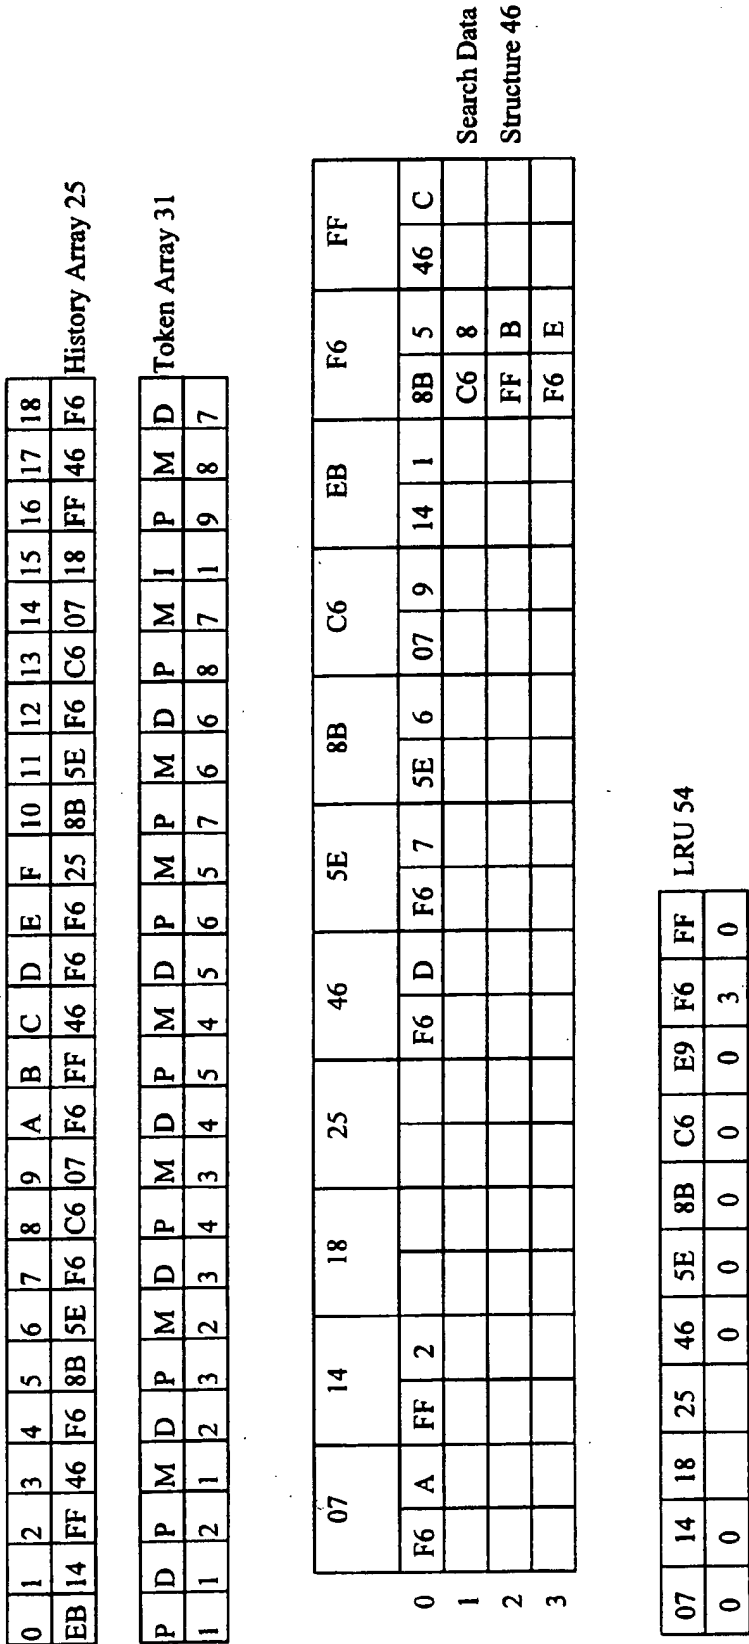 0 1 2 3 4 5 6 7 8 9 A B C D E F 10 11 12 13 14 15 16 17 18
EB 14 FF 46 F6 8B 5E F6 C6 07 F6 FF 46 F6 F6 25 8B 5E F6 C6 07 18 FF 46 F6 History Array 25
P D P M D P M D P M D P M D P M P M D P M I P M D Token Array 31
1 1 2 1 2 3 2 3 4 3 4 5 4 5 6 5 7 6 6 8 7 1 9 8 7
07 14 18 25 46 5E 8B C6 EB F6 FF
0 F6 A FF 2 F6 D F6 7 5E 6 07 9 14 1 8B 5 46 C
1 C6 8 Search Data
2 FF B Structure 46
3 F6 E
07 14 18 25 46 5E 8B C6 E9 F6 FF LRU 54
0 0 0 0 0 0 0 3 0